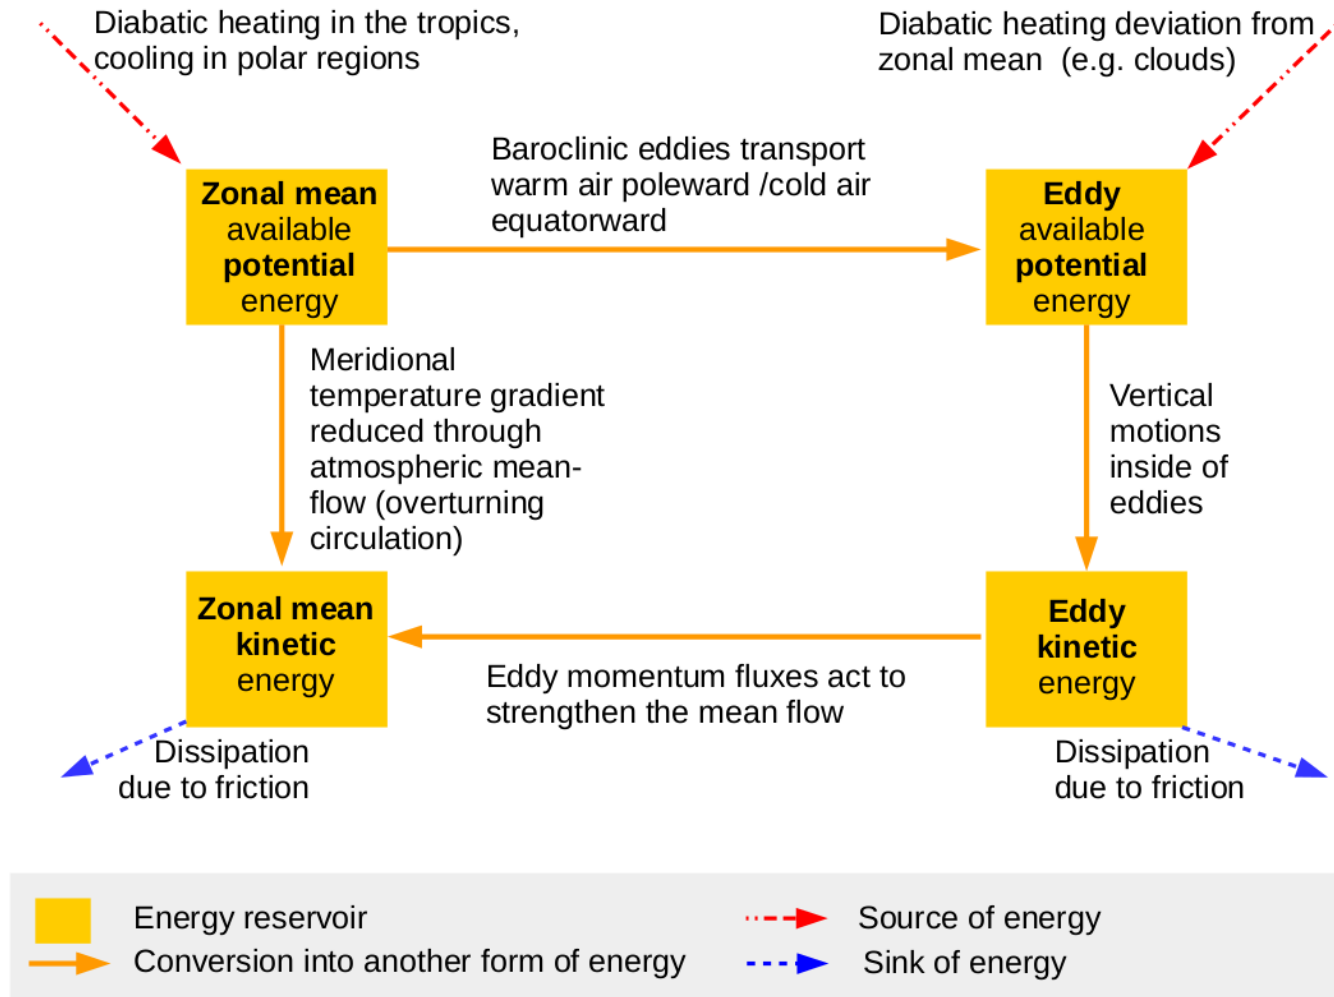 Diabatic heating in the tropics,
cooling in polar regions
Diabatic heating deviation from
zonal mean (e.g. clouds)
Baroclinic eddies transport
warm air poleward /cold air
equatorward
Zonal mean
available
potential
energy
Eddy
available
potential
energy
Meridional
temperature gradient
reduced through
atmospheric mean-
flow (overturning
circulation)
Vertical
motions
inside of
eddies
Zonal mean
kinetic
energy
Eddy
kinetic
energy
Eddy momentum fluxes act to
strengthen the mean flow
Dissipation
due to friction
Dissipation
due to friction
Energy reservoir
Source of energy
Conversion into another form of energy
Sink of energy